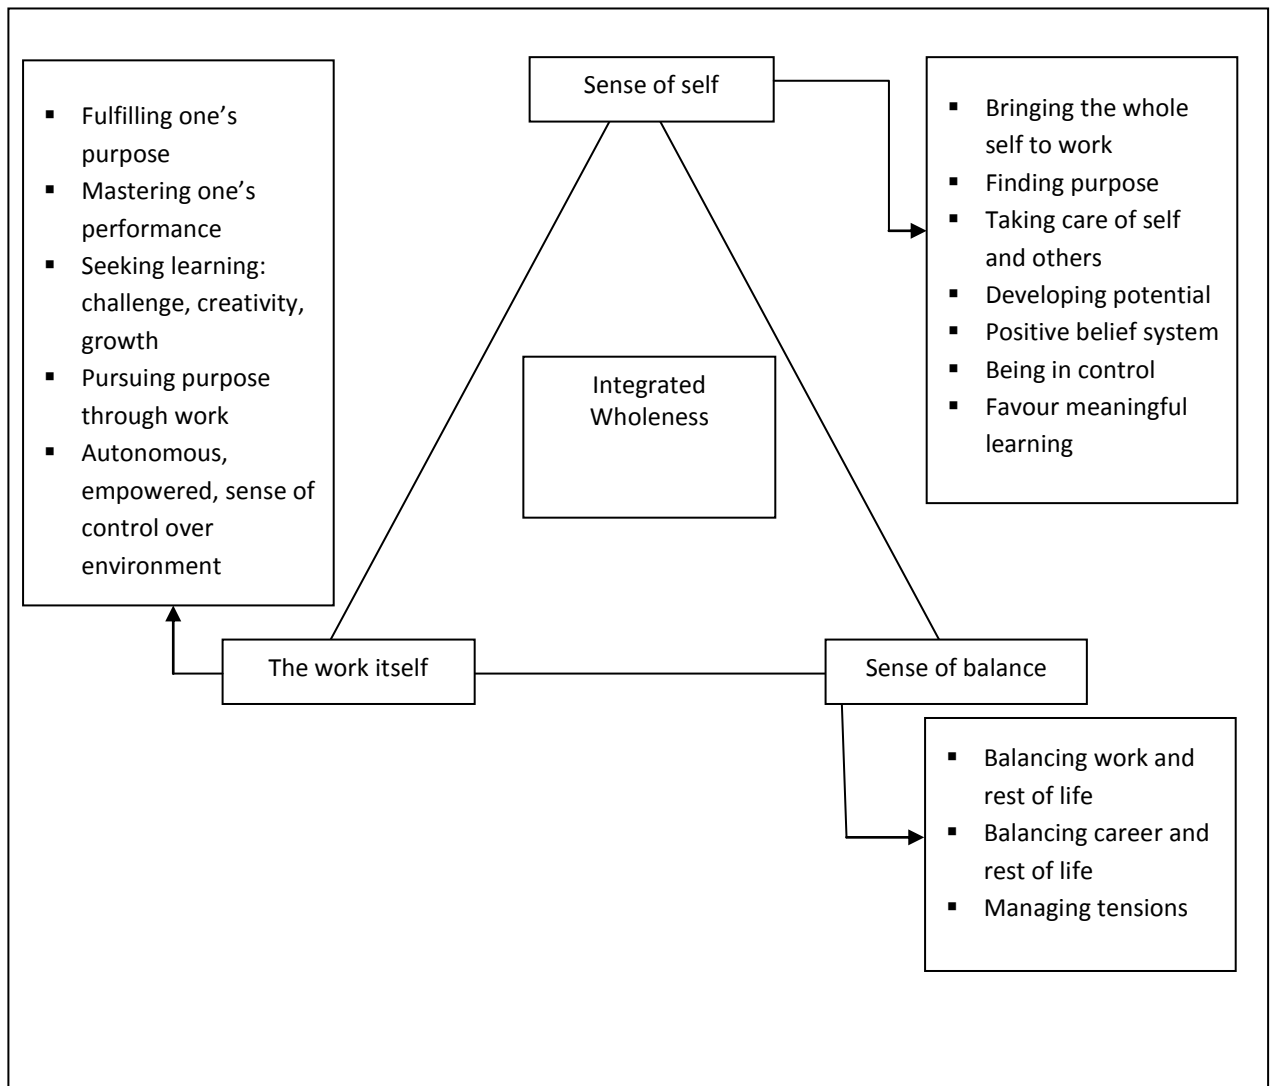 Sense of self
▪ Fulfilling one’s
purpose
▪ Mastering one’s
performance
▪ Seeking learning:
challenge, creativity,
growth
▪ Pursuing purpose
through work
▪ Autonomous,
empowered, sense of
control over
environment
▪ Bringing the whole
self to work
▪ Finding purpose
▪ Taking care of self
and others
▪ Developing potential
▪ Positive belief system
▪ Being in control
▪ Favour meaningful
learning
Integrated
Wholeness
The work itself
Sense of balance
▪ Balancing work and
rest of life
▪ Balancing career and
rest of life
▪ Managing tensions